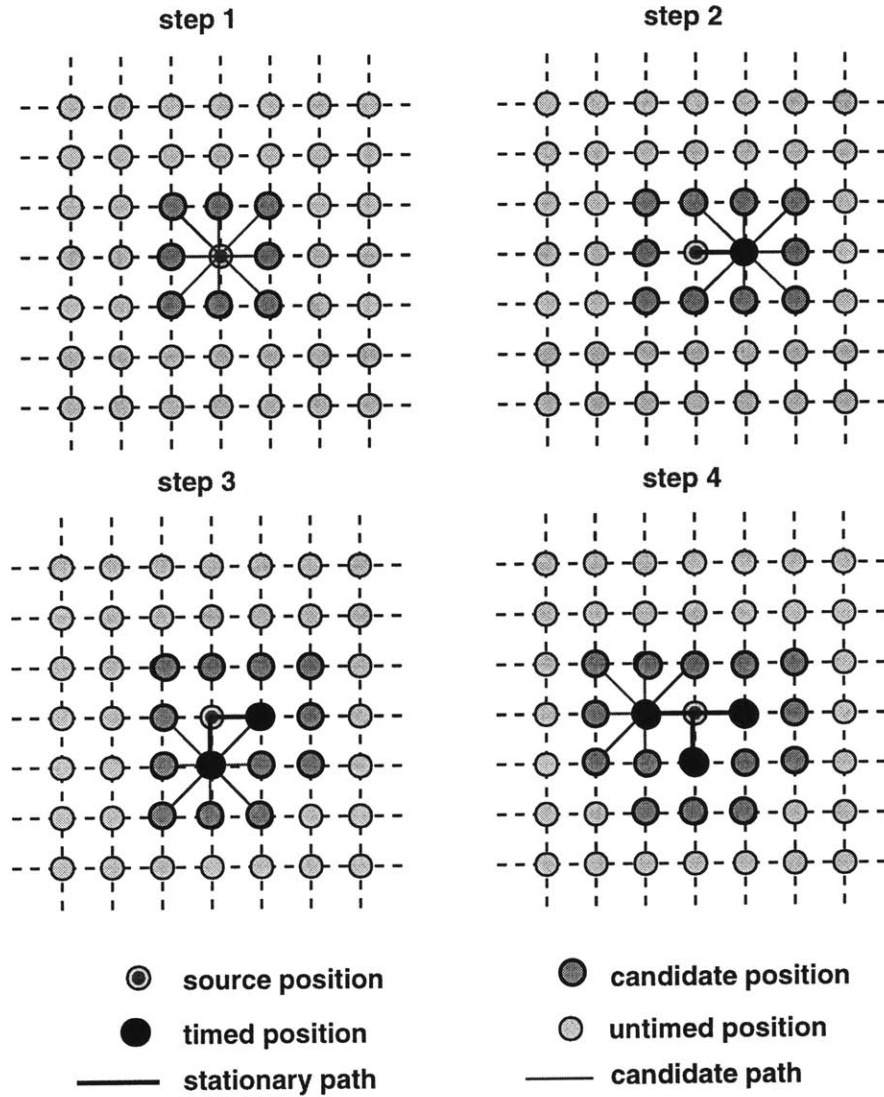 step 1
step 2
step 3
step 4
source position
candidate position
timed position
untimed position
stationary path
candidate path